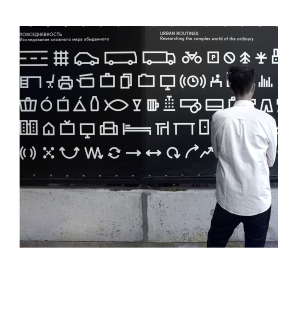 ПОВСЕДНЕВНОСТЬ
Исследование сложного мира обыденного
URBAN ROUTINES
Researching the complex world of the ordinary
P